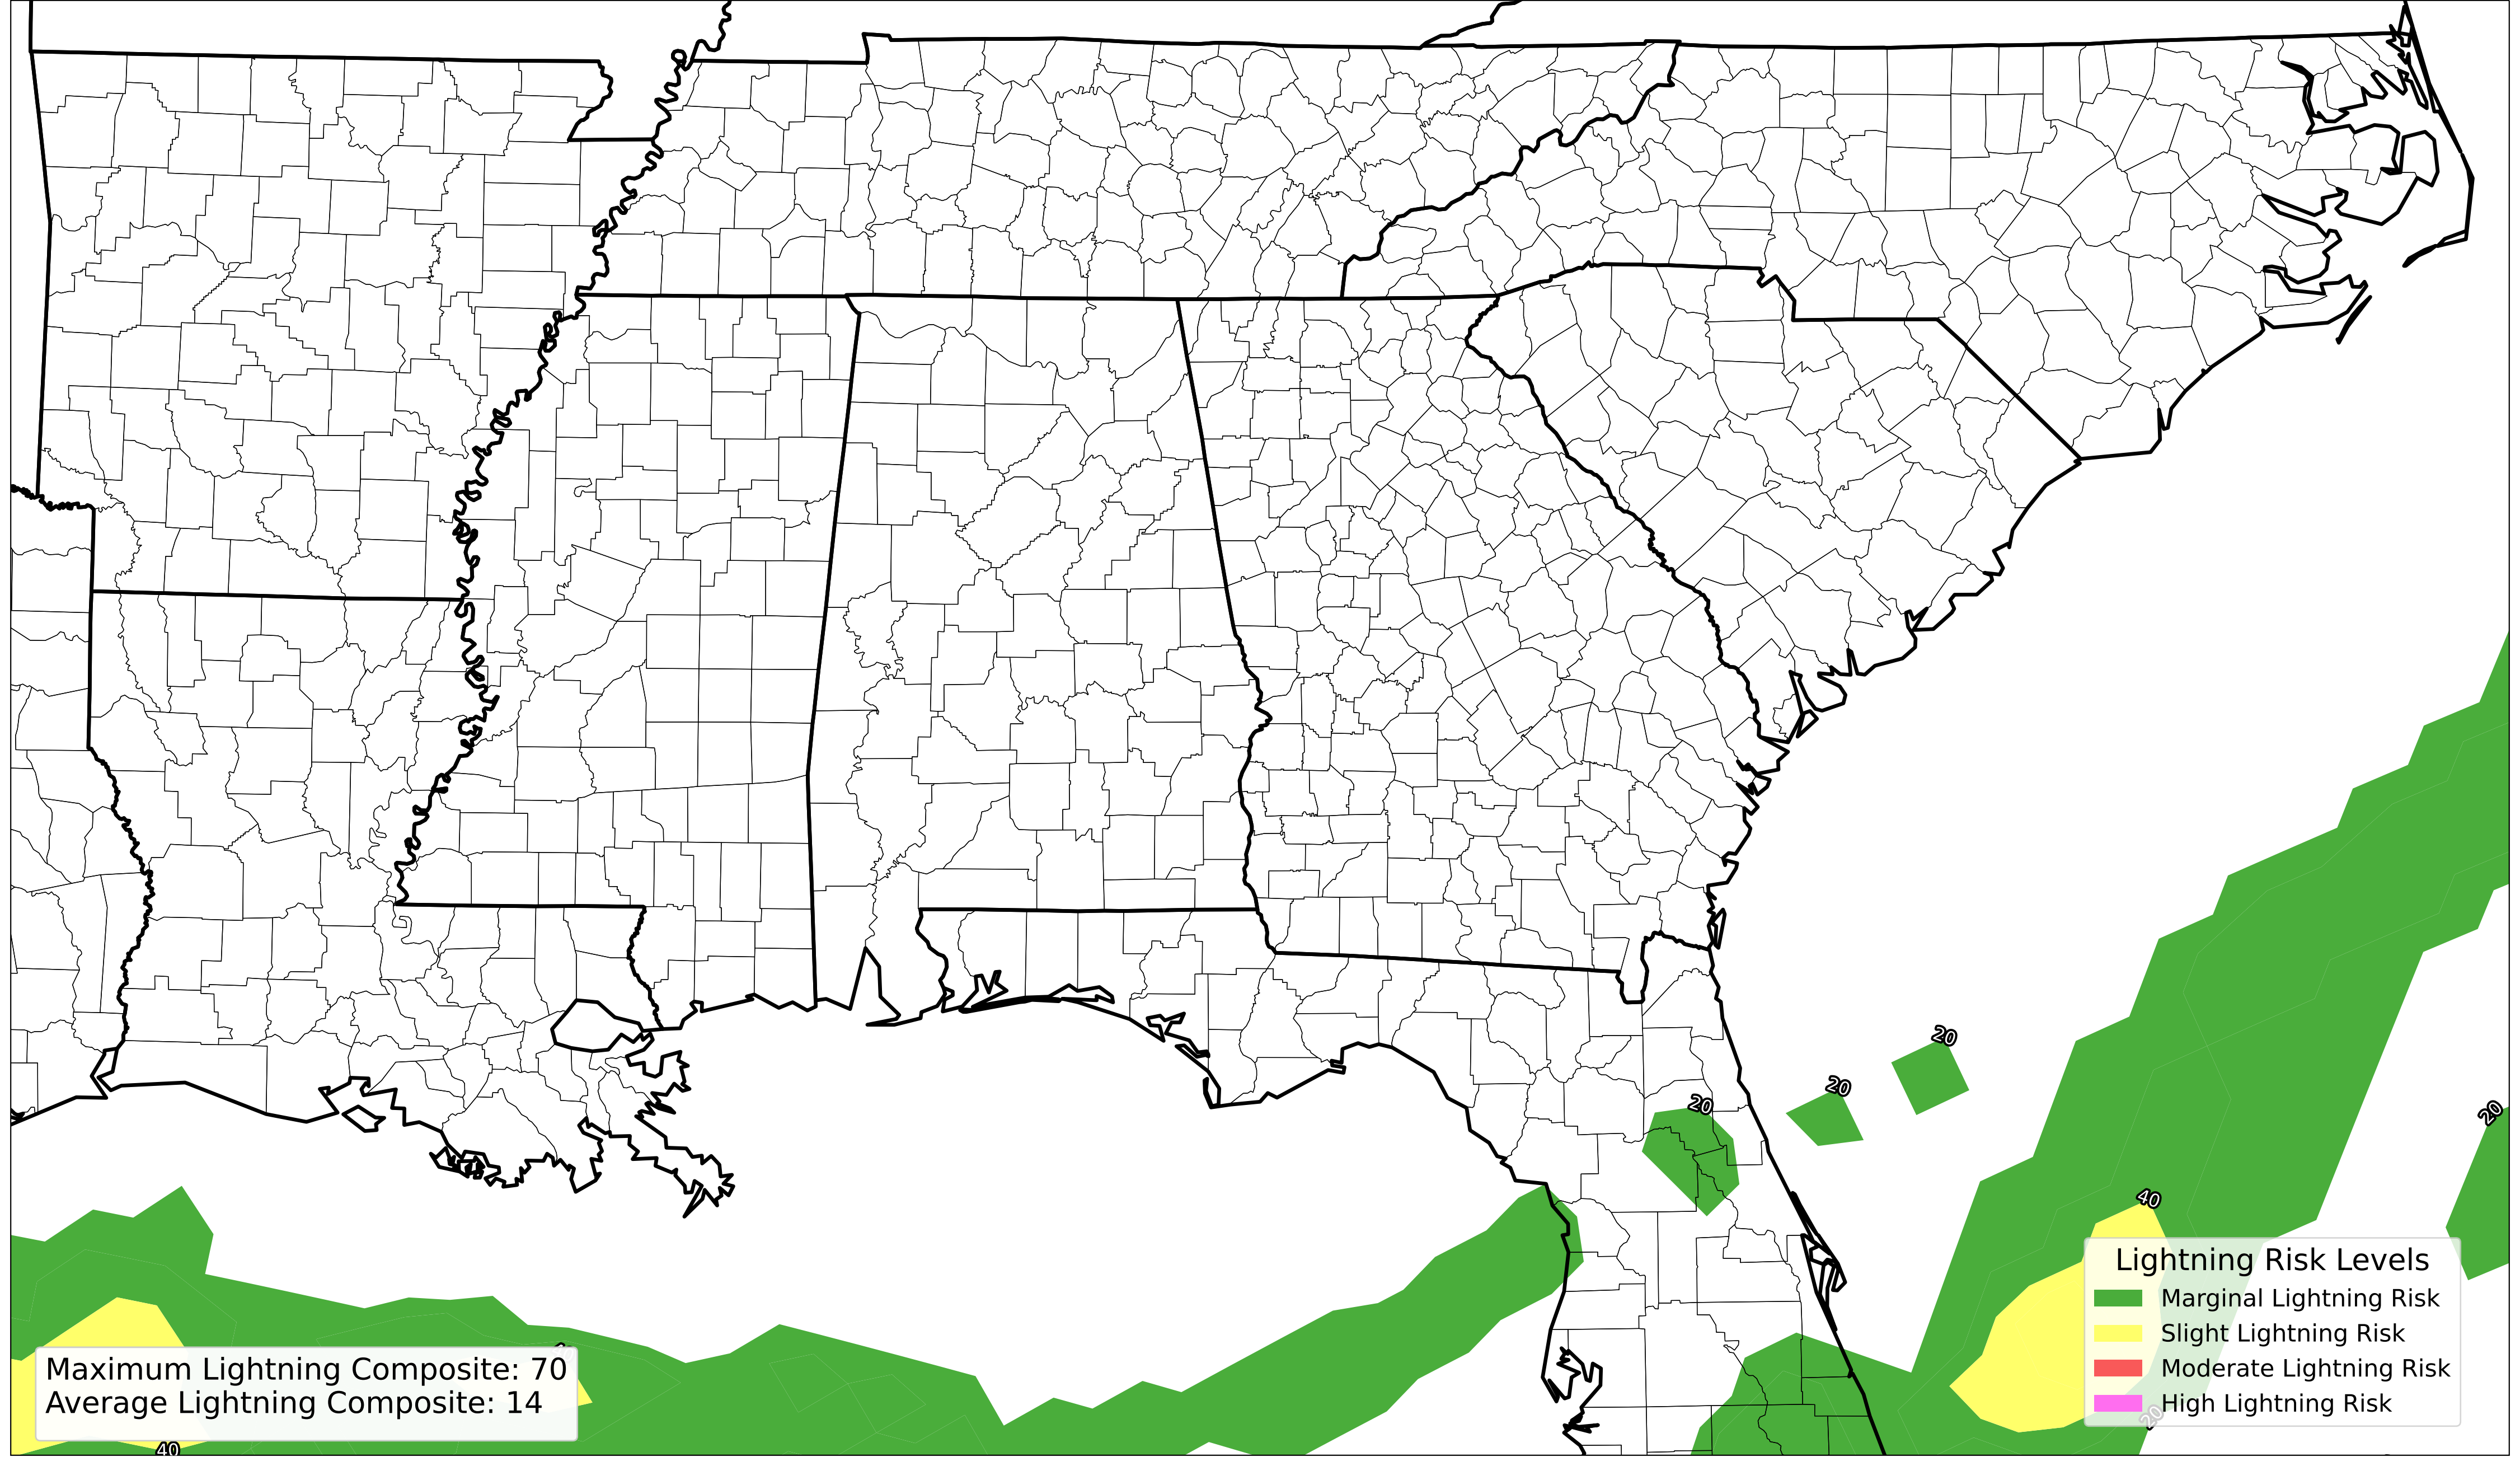 20
20
20
20
40
Lightning Risk Levels
Marginal Lightning Risk
Slight Lightning Risk
Moderate Lightning Risk
High Lightning Risk
Maximum Lightning Composite: 70
Average Lightning Composite: 14
20
40